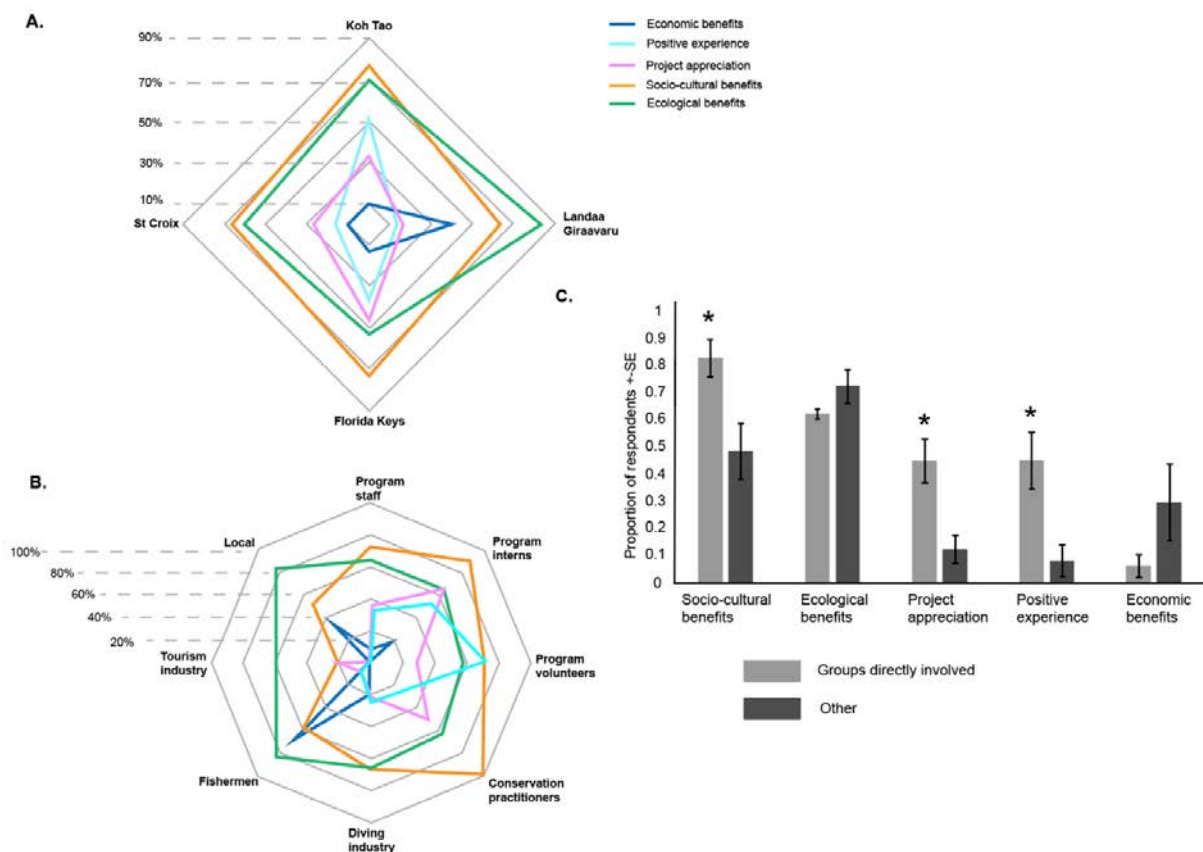 A.
Koh Tao
90%
70%
50%
30%
10%
St Croix
Landaa
Giraavaru
Florida Keys
Economic benefits
Positive experience
Project appreciation
Socio-cultural benefits
Ecological benefits
B.
Program
staff
Local
Program
interns
100%
80%
60%
40%
20%
Tourism
industry
Program
volunteers
Fishermen
Conservation
practitioners
Diving
industry
C.
Proportion of respondents +-SE
1
0.9
0.8
0.6
0.5
0.4
0.3
0.1
0
*
*
*
Socio-cultural
benefits
Ecological
benefits
Project
appreciation
Positive
experience
Economic
benefits
Groups directly involved
Other